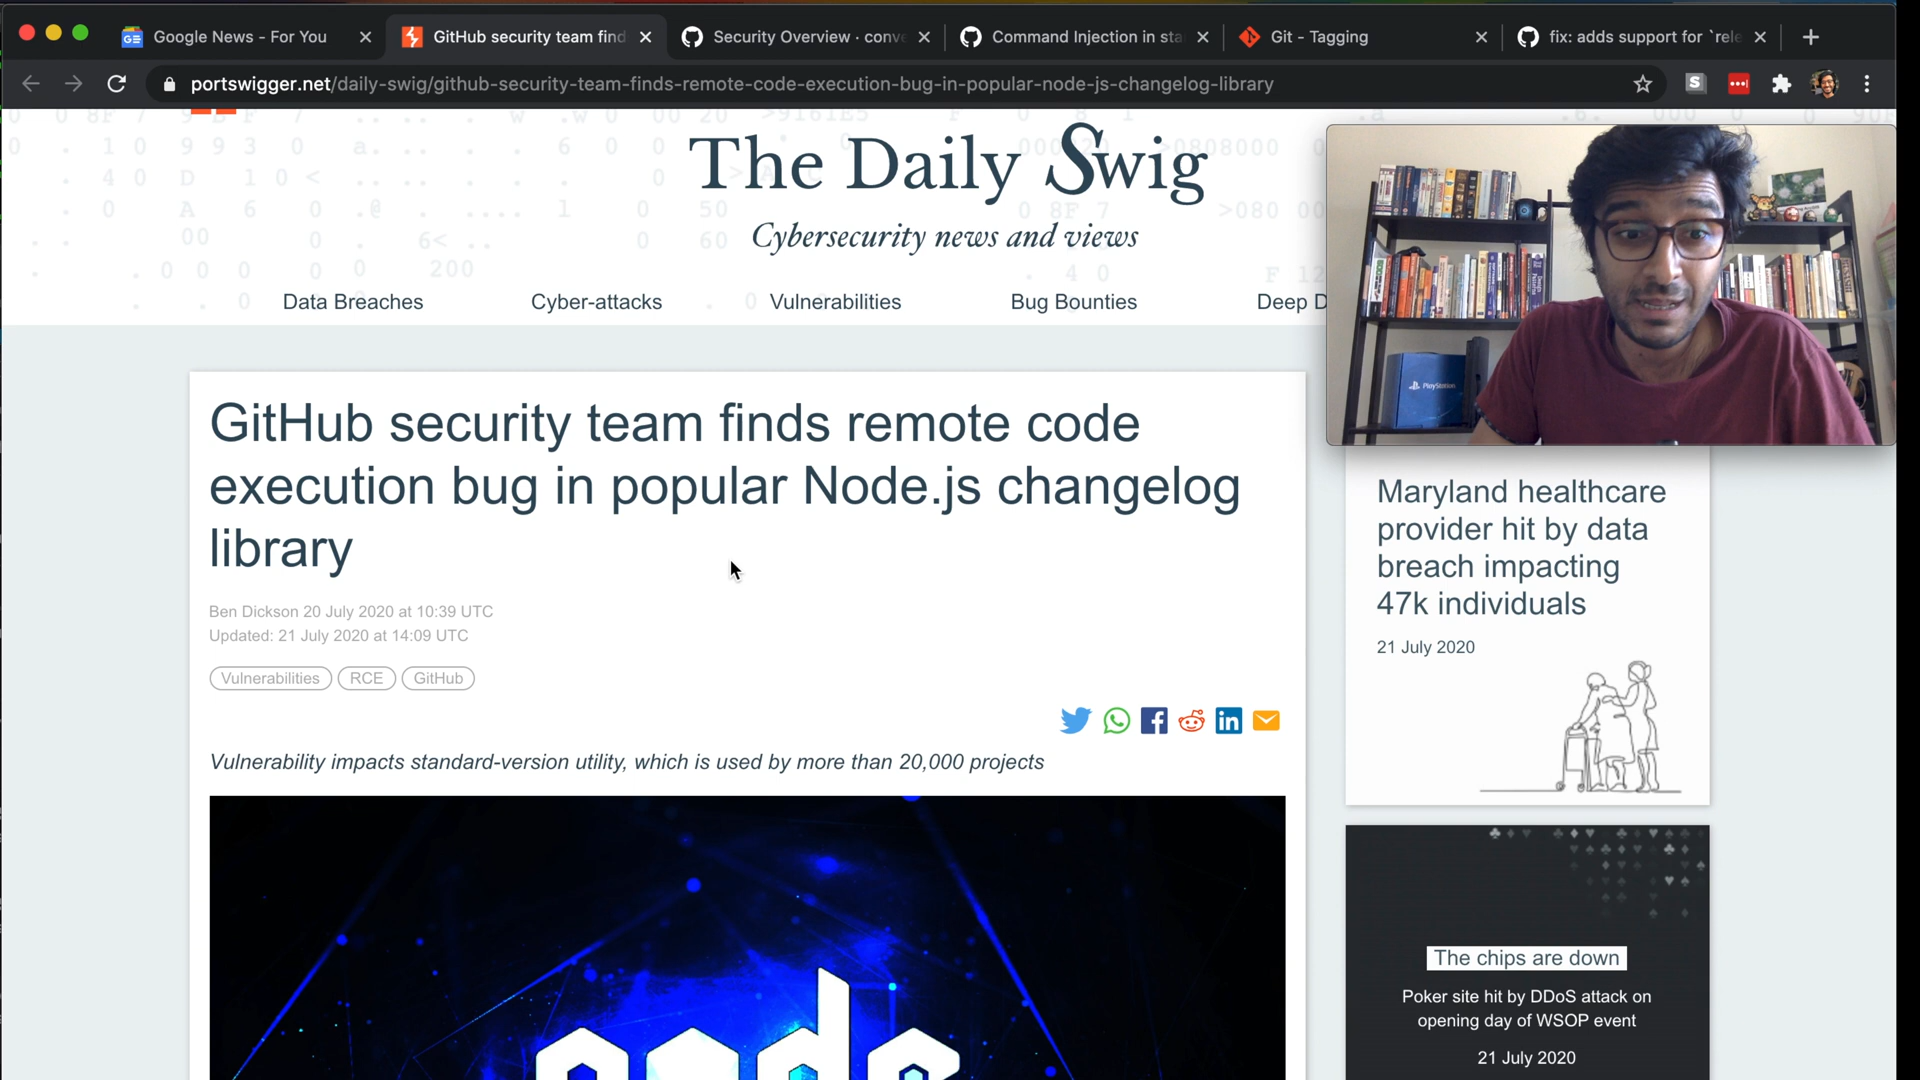 Google News - For You
GitHub security team find
Security Overview · conve
Command Injection in sta
Git - Tagging
fix: adds support for `rele
portswigger.net/daily-swig/github-security-team-finds-remote-code-execution-bug-in-popular-node-js-changelog-library
The Daily Swig
Cybersecurity news and views
Data Breaches
Cyber-attacks
Vulnerabilities
Bug Bounties
Deep D
GitHub security team finds remote code
execution bug in popular Node.js changelog
library
Ben Dickson 20 July 2020 at 10:39 UTC
Updated: 21 July 2020 at 14:09 UTC
Vulnerabilities
RCE
GitHub
Vulnerability impacts standard-version utility, which is used by more than 20,000 projects
node
PlayStation
Maryland healthcare
provider hit by data
breach impacting
47k individuals
21 July 2020
The chips are down
Poker site hit by DDoS attack on
opening day of WSOP event
21 July 2020